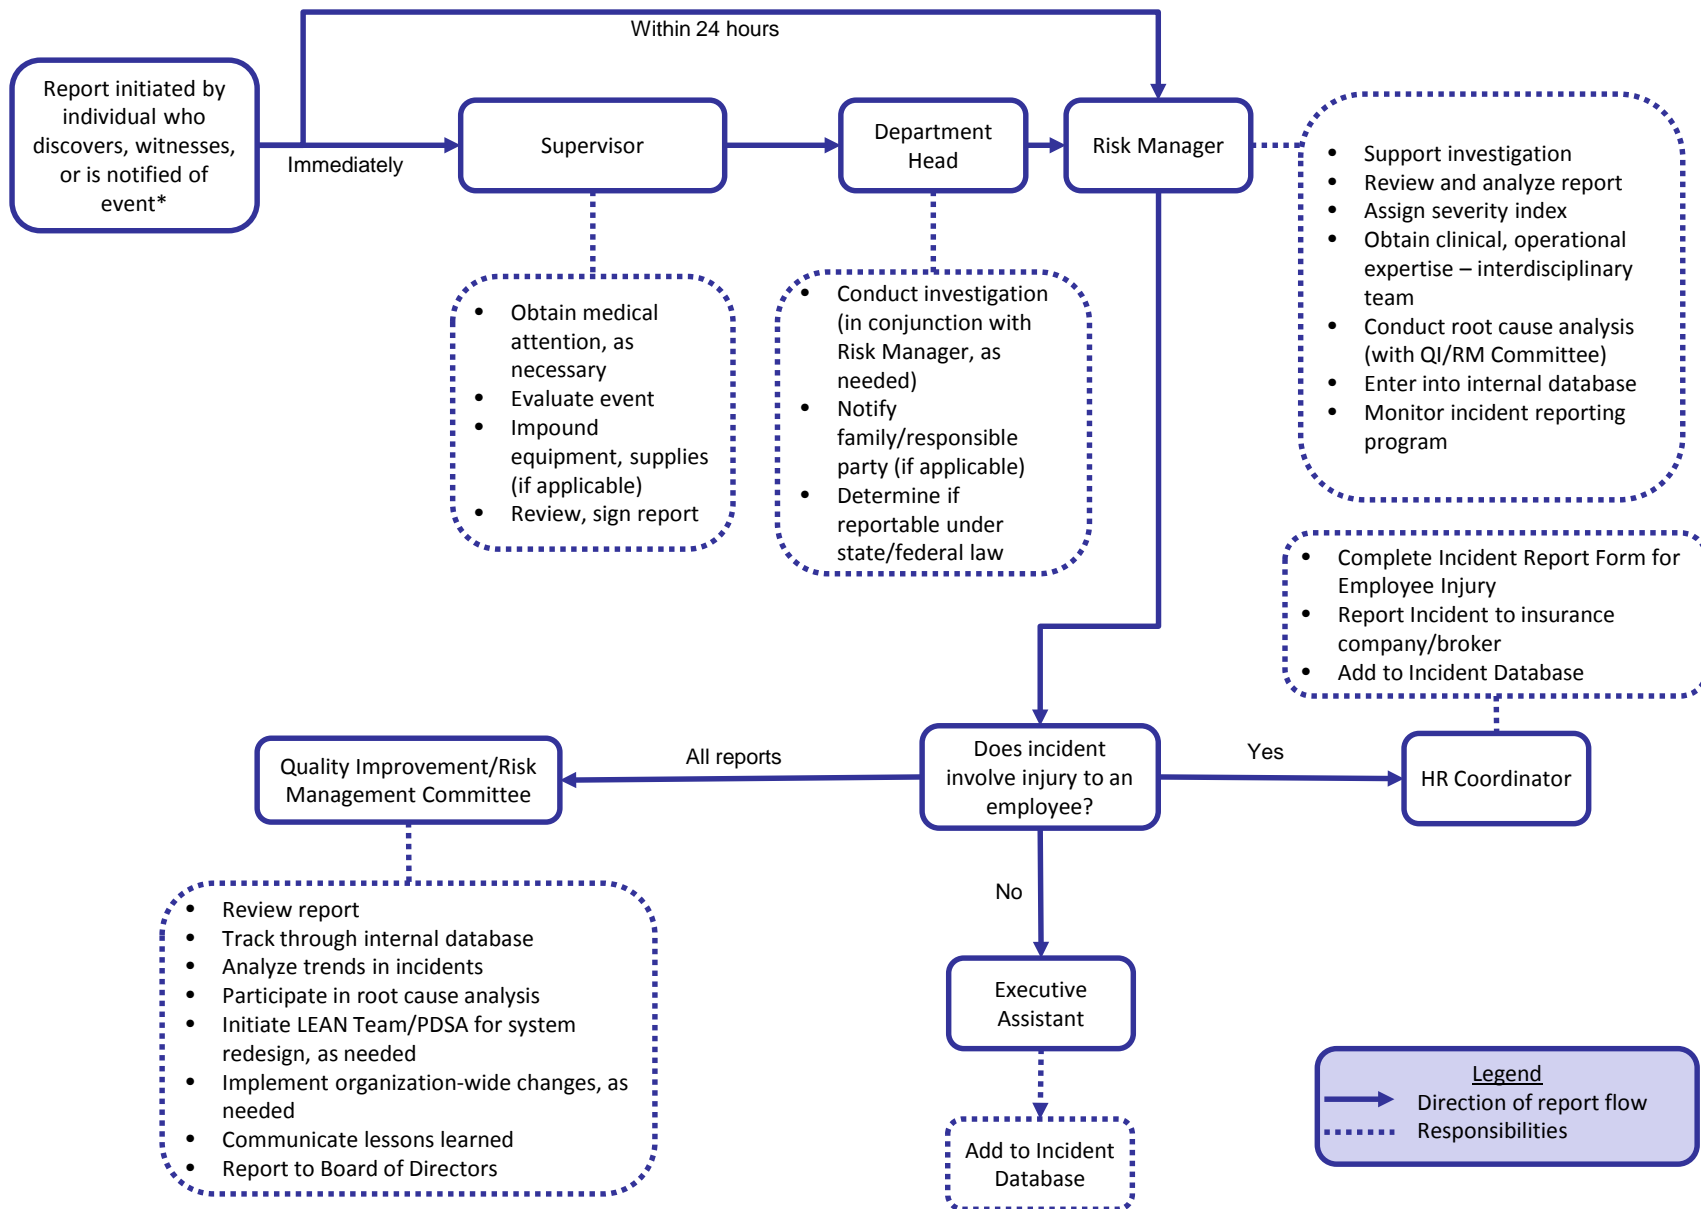 Within 24 hours
Report initiated by
individual who
discovers, witnesses,
or is notified of
event*
Immediately
Supervisor
Department
Head
Risk Manager
• Support investigation
• Review and analyze report
• Assign severity index
• Obtain clinical, operational
expertise – interdisciplinary
team
• Conduct root cause analysis
(with QI/RM Committee)
• Enter into internal database
• Monitor incident reporting
program
• Obtain medical
attention, as
necessary
• Evaluate event
• Impound
equipment, supplies
(if applicable)
• Review, sign report
• Conduct investigation
(in conjunction with
Risk Manager, as
needed)
• Notify
family/responsible
party (if applicable)
• Determine if
reportable under
state/federal law
• Complete Incident Report Form for
Employee Injury
• Report Incident to insurance
company/broker
• Add to Incident Database
Quality Improvement/Risk
Management Committee
All reports
Does incident
involve injury to an
employee?
Yes
HR Coordinator
No
• Review report
• Track through internal database
• Analyze trends in incidents
• Participate in root cause analysis
• Initiate LEAN Team/PDSA for system
redesign, as needed
• Implement organization-wide changes, as
needed
• Communicate lessons learned
• Report to Board of Directors
Executive
Assistant
Add to Incident
Database
Legend
Direction of report flow
Responsibilities